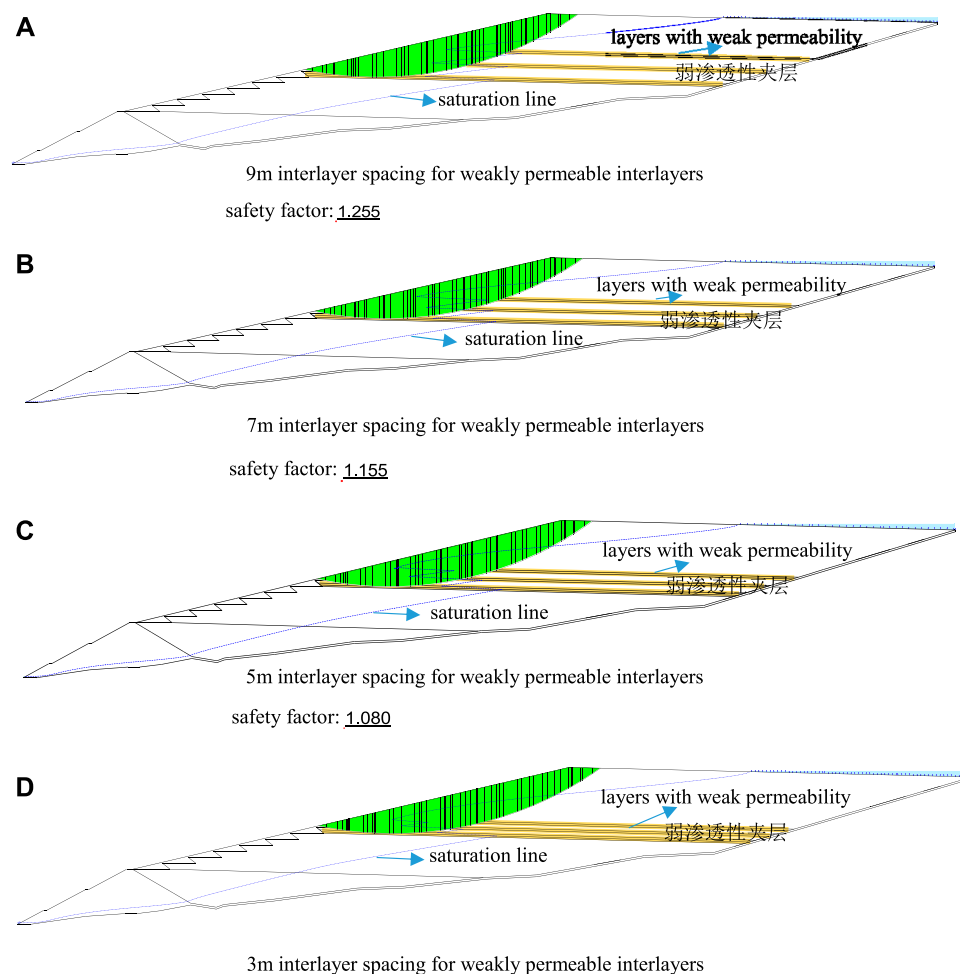 A
layers with weak permeability
弱渗透性夹层
saturation line
9m interlayer spacing for weakly permeable interlayers
safety factor: 1.255
B
layers with weak permeability
弱渗透性夹层
saturation line
7m interlayer spacing for weakly permeable interlayers
safety factor: 1.155
C
layers with weak permeability
弱渗透性夹层
saturation line
5m interlayer spacing for weakly permeable interlayers
safety factor: 1.080
D
layers with weak permeability
弱渗透性夹层
saturation line
3m interlayer spacing for weakly permeable interlayers